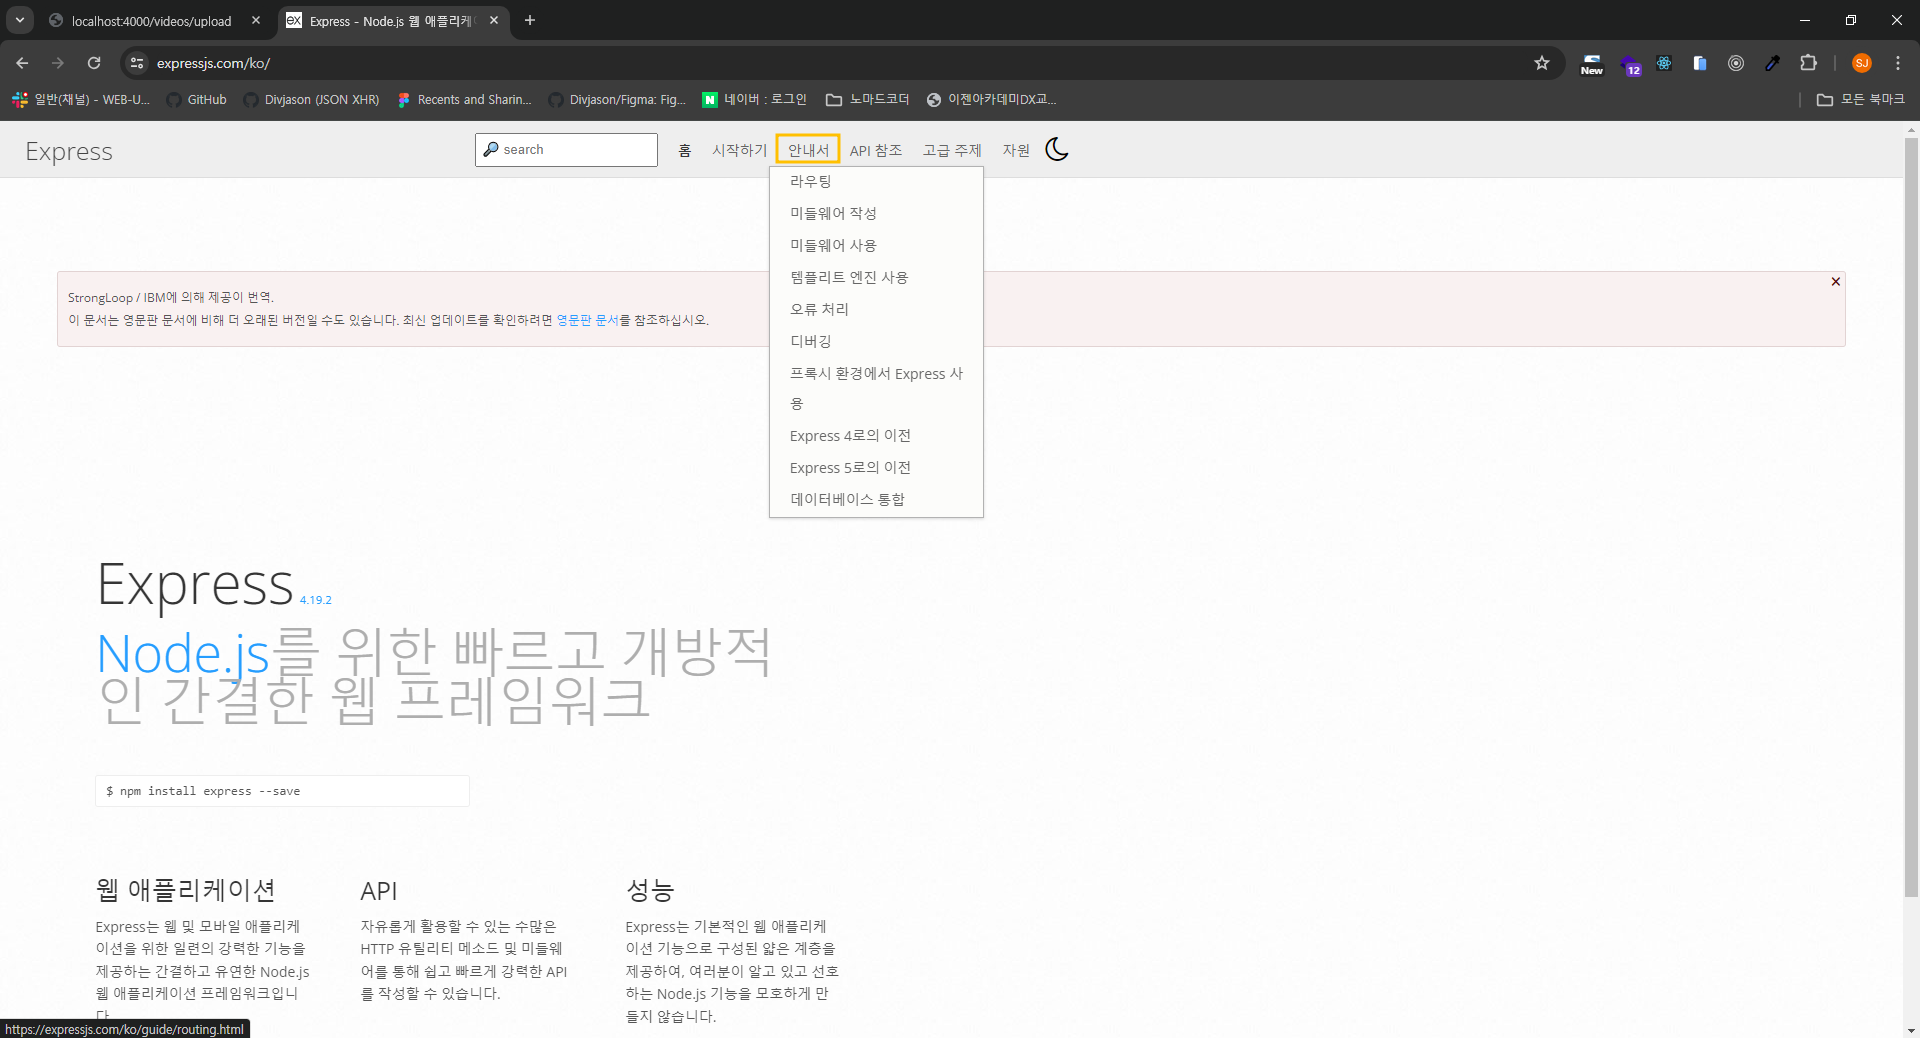 localhost:4000/videos/upload
Express - Node.js 웹 애플리케이
expressjs.com/ko/
New
12
SJ
일반(채널) - WEB-U...
GitHub
Divjason (JSON XHR)
Recents and Sharin...
Divjason/Figma: Fig...
네이버 : 로그인
노마드코더
이젠아카데미DX교...
모든 북마크
Express
search
홈
시작하기
안내서
API 참조
고급 주제
자원
라우팅
미들웨어 작성
미들웨어 사용
템플리트 엔진 사용
오류 처리
디버깅
프록시 환경에서 Express 사
용
Express 4로의 이전
Express 5로의 이전
데이터베이스 통합
StrongLoop / IBM에 의해 제공이 번역.
이 문서는 영문판 문서에 비해 더 오래된 버전일 수도 있습니다. 최신 업데이트를 확인하려면 영문판 문서를 참조하십시오.
Express 4.19.2
Node.js를 위한 빠르고 개방적
인 간결한 웹 프레임워크
$ npm install express --save
웹 애플리케이션
Express는 웹 및 모바일 애플리케
이션을 위한 일련의 강력한 기능을
제공하는 간결하고 유연한 Node.js
웹 애플리케이션 프레임워크입니
다.
API
자유롭게 활용할 수 있는 수많은
HTTP 유틸리티 메소드 및 미들웨
어를 통해 쉽고 빠르게 강력한 API
를 작성할 수 있습니다.
성능
Express는 기본적인 웹 애플리케
이션 기능으로 구성된 얇은 계층을
제공하여, 여러분이 알고 있고 선호
하는 Node.js 기능을 모호하게 만
들지 않습니다.
https://expressjs.com/ko/guide/routing.html